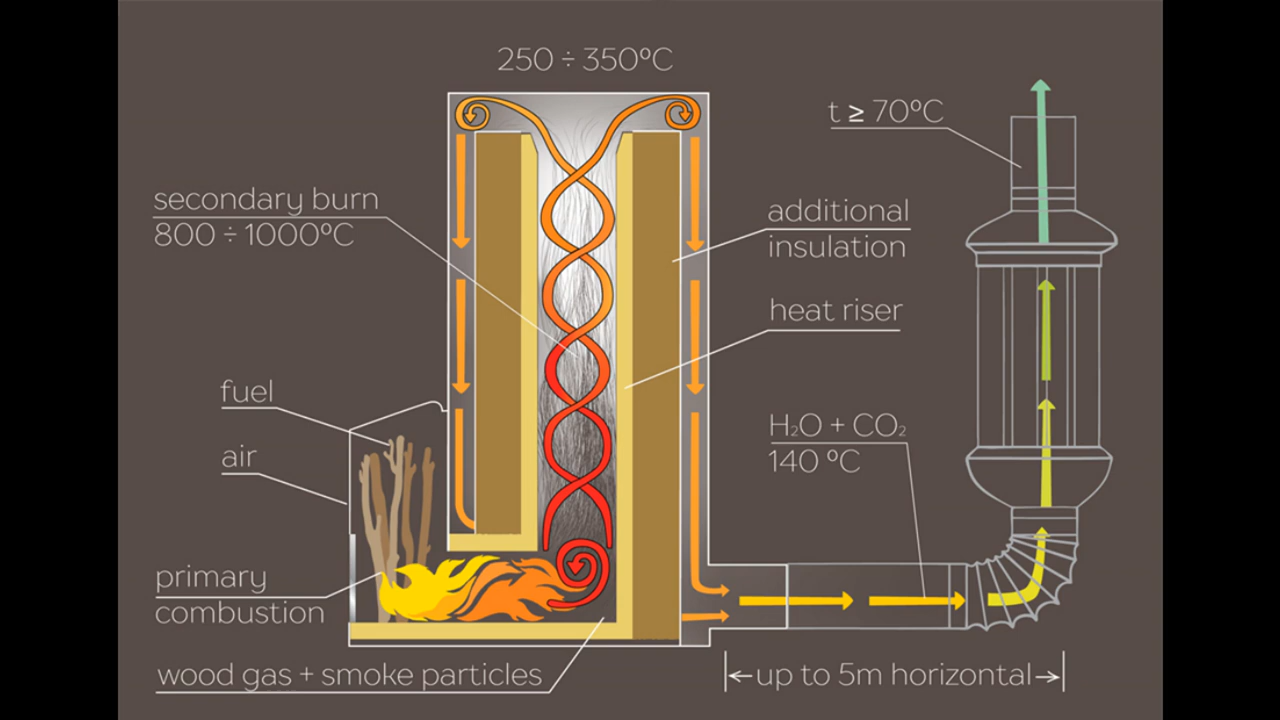 250 ÷ 350ºC
t ≥ 70ºC
secondary burn
800 ÷ 1000ºC
additional
insulation
heat riser
fuel
air
H₂O + CO₂
140 ºC
primary
combustion
wood gas + smoke particles
up to 5m horizontal